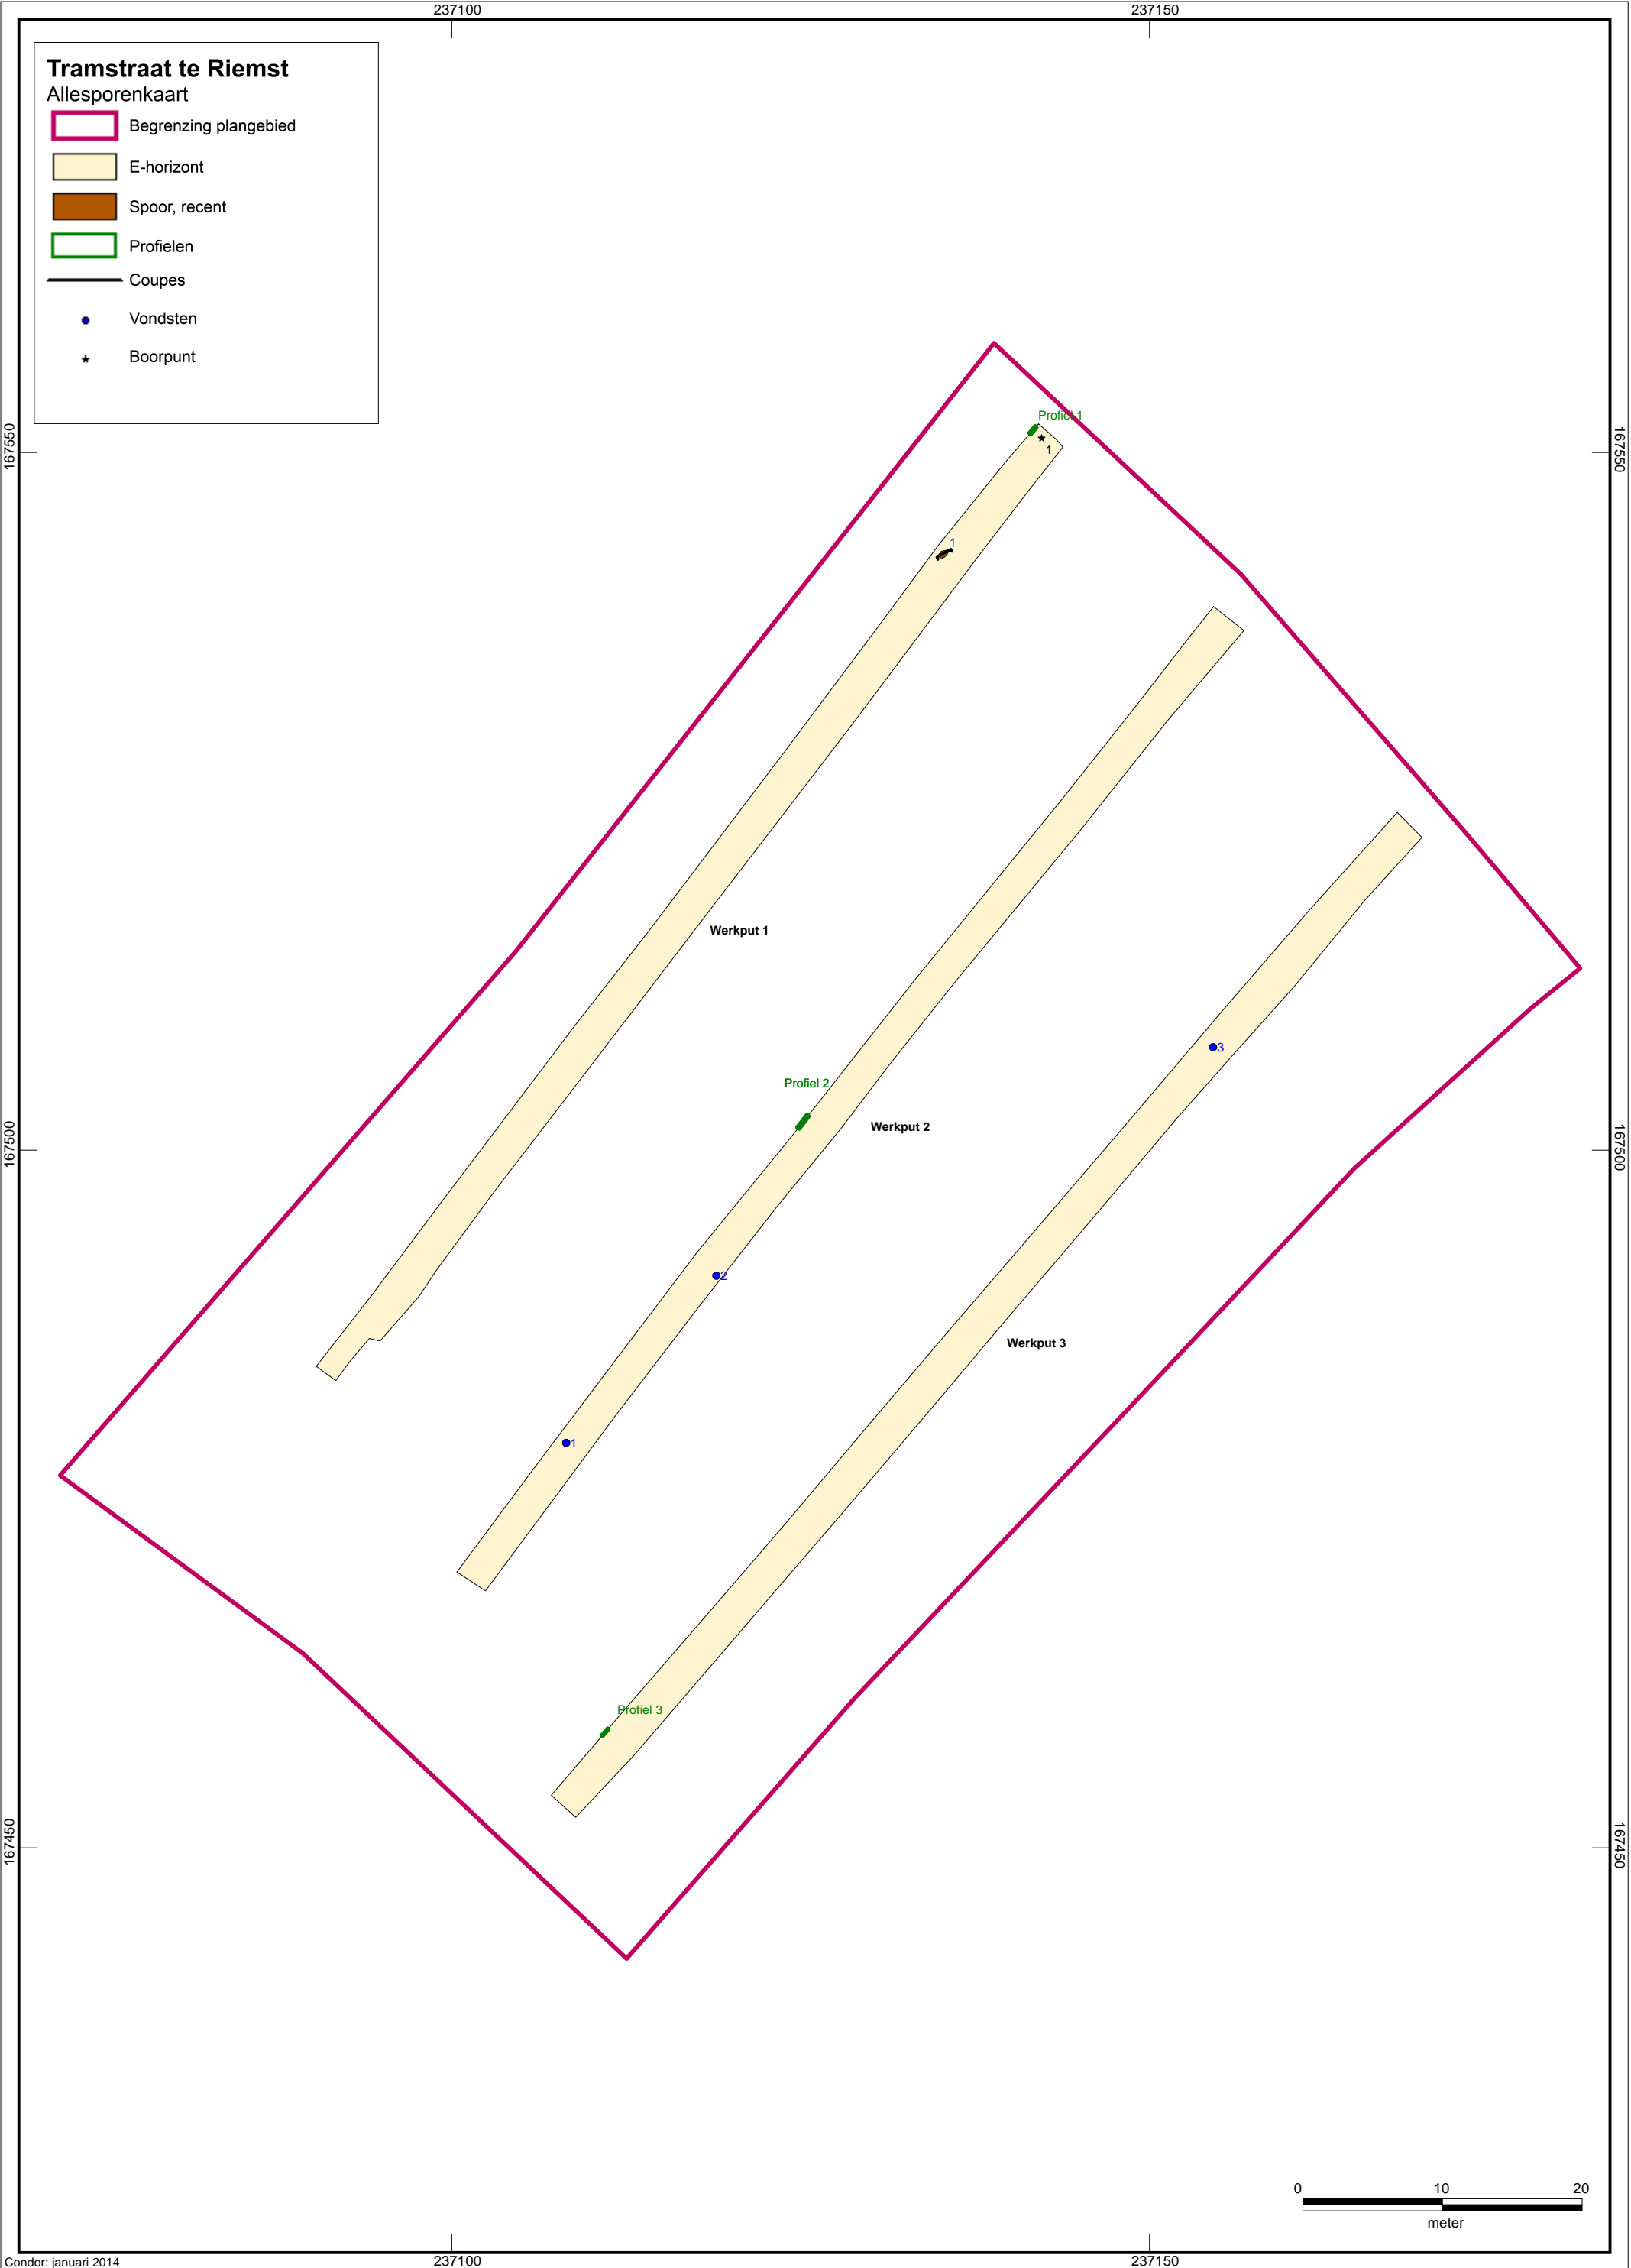 237100
237150
Tramstraat te Riemst
Allesporenkaart
Begrenzing plangebied
E-horizont
Spoor, recent
Profielen
Coupes
Vondsten
Boorpunt
Profiel 1
1
167550
167550
1
Werkput 1
3
Profiel 2
Werkput 2
167500
167500
2
Werkput 3
1
Profiel 3
167450
167450
0 10 20
meter
Condor: januari 2014
237100
237150